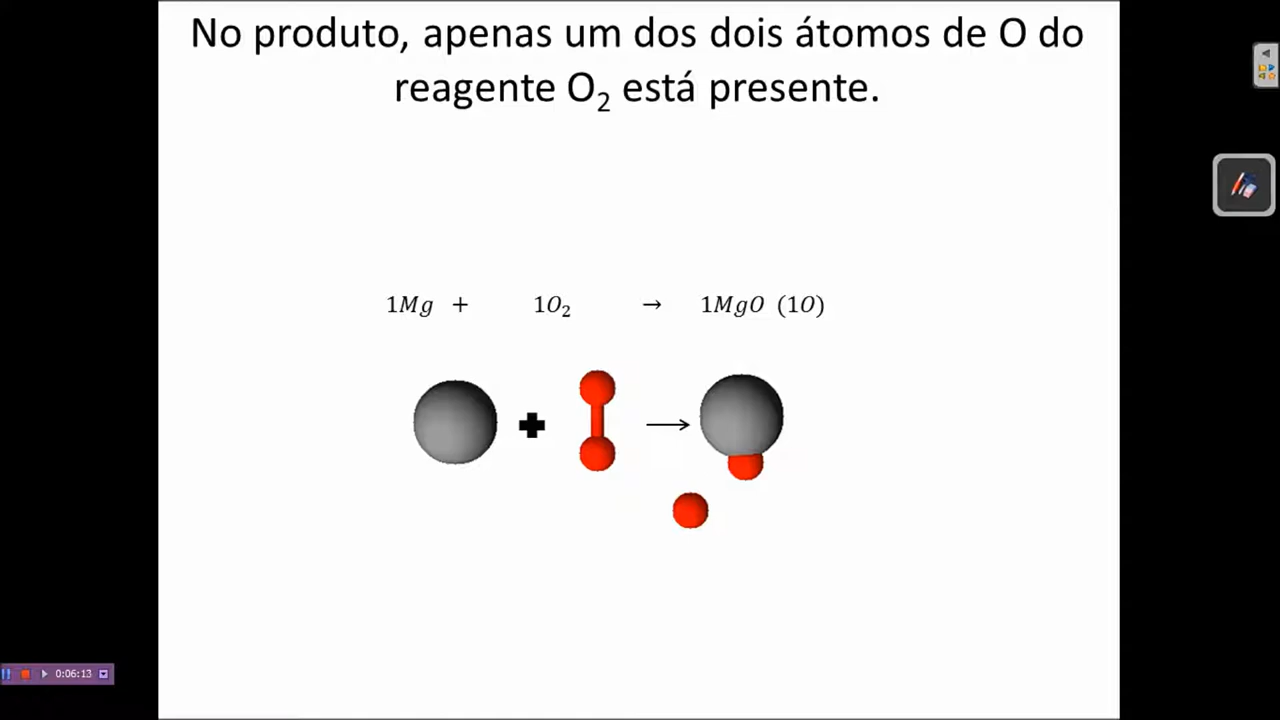 No produto, apenas um dos dois átomos de O do
reagente O₂ está presente.
1Mg + 1O₂ → 1MgO (1O)
0:06:13